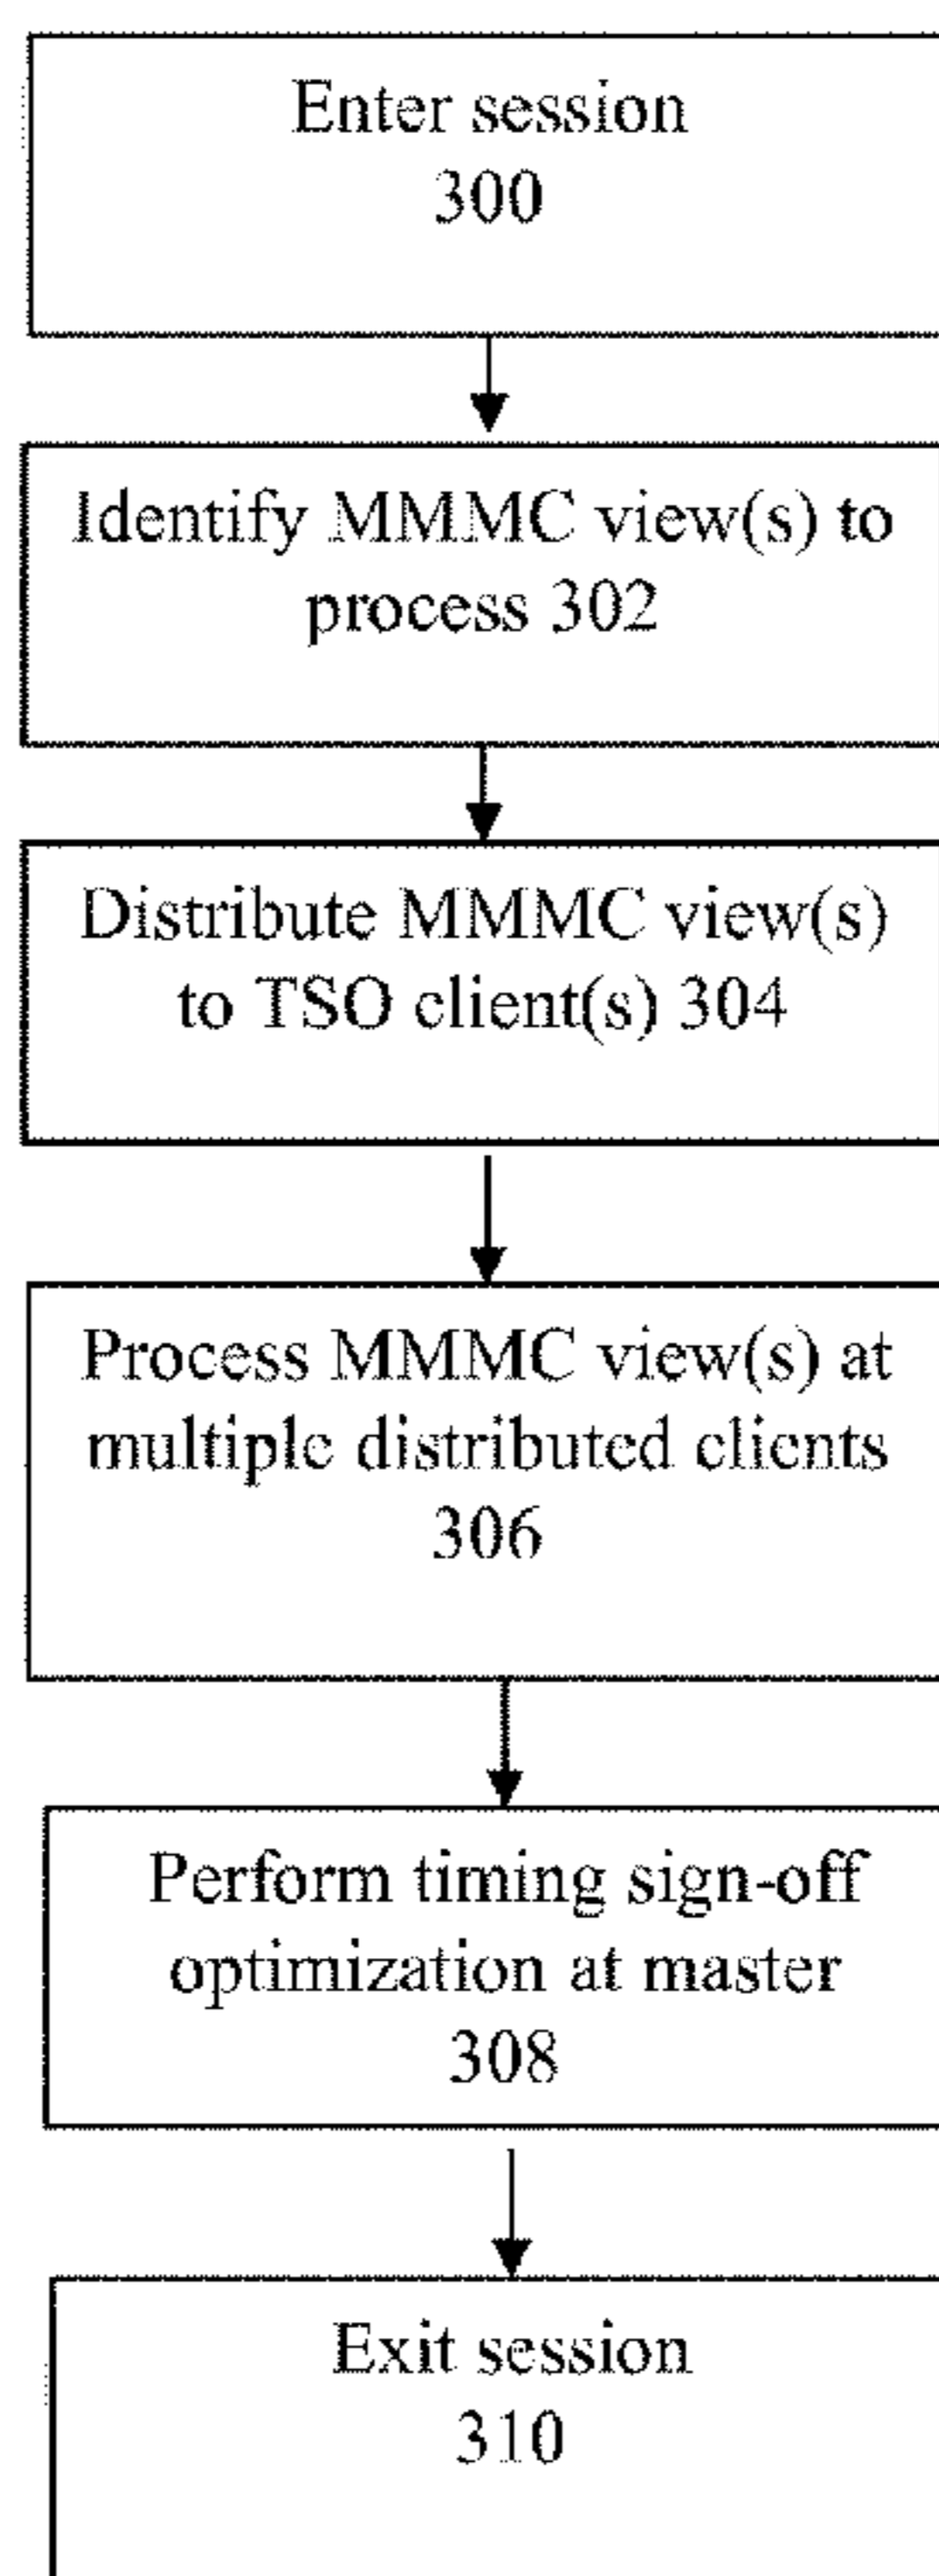 Enter session
300
Identify MMMC view(s) to
process 302
Distribute MMMC view(s)
to TSO client(s) 304
Process MMMC view(s) at
multiple distributed clients
306
Perform timing sign-off
optimization at master
308
Exit session
310